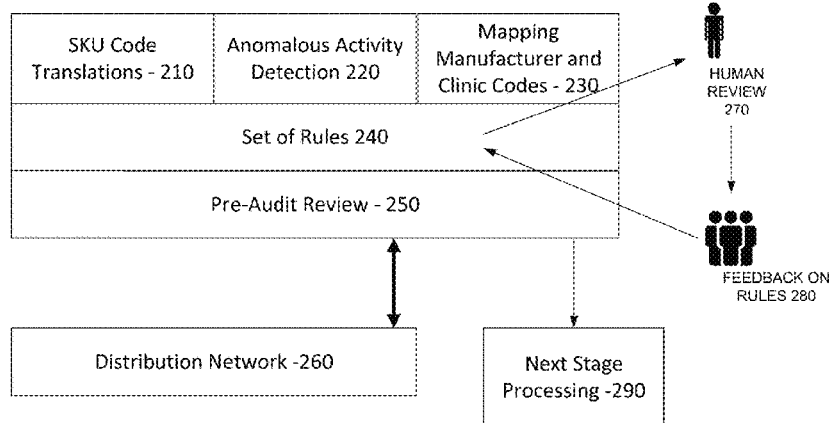 SKU Code
Translations - 210
Anomalous Activity
Detection 220
Mapping
Manufacturer and
Clinic Codes - 230
HUMAN
REVIEW
270
Set of Rules 240
Pre-Audit Review - 250
FEEDBACK ON
RULES 280
Distribution Network -260
Next Stage
Processing -290